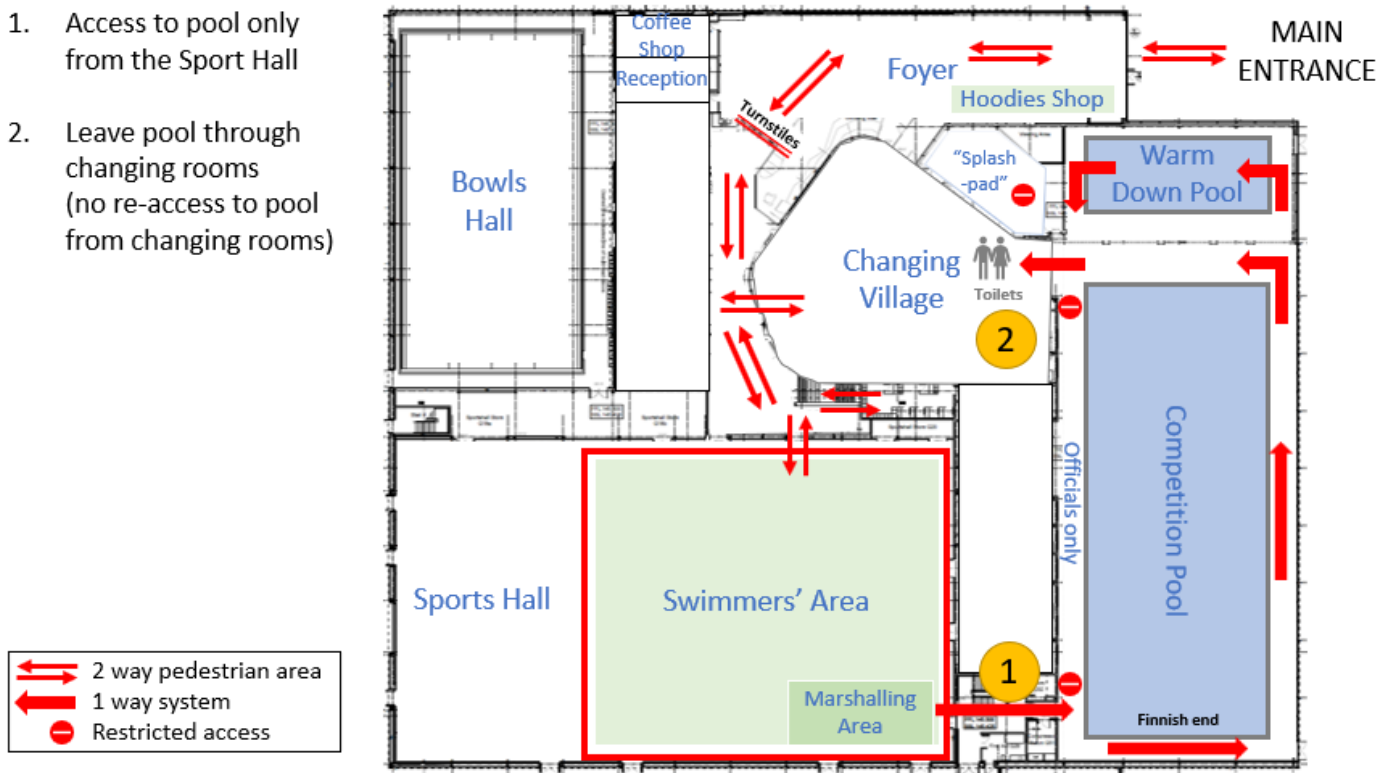 1. Access to pool only
from the Sport Hall
2. Leave pool through
changing rooms
(no re-access to pool
from changing rooms)
Coffee
Shop
Reception
Foyer
Hoodies Shop
MAIN
ENTRANCE
Turnstiles
Bowls
Hall
"Splash
-pad"
Warm
Down Pool
Changing
Village
Toilets
2
Officials only
Competition Pool
Sports Hall
Swimmers' Area
Marshalling
Area
1
Finnish end
2 way pedestrian area
1 way system
Restricted access